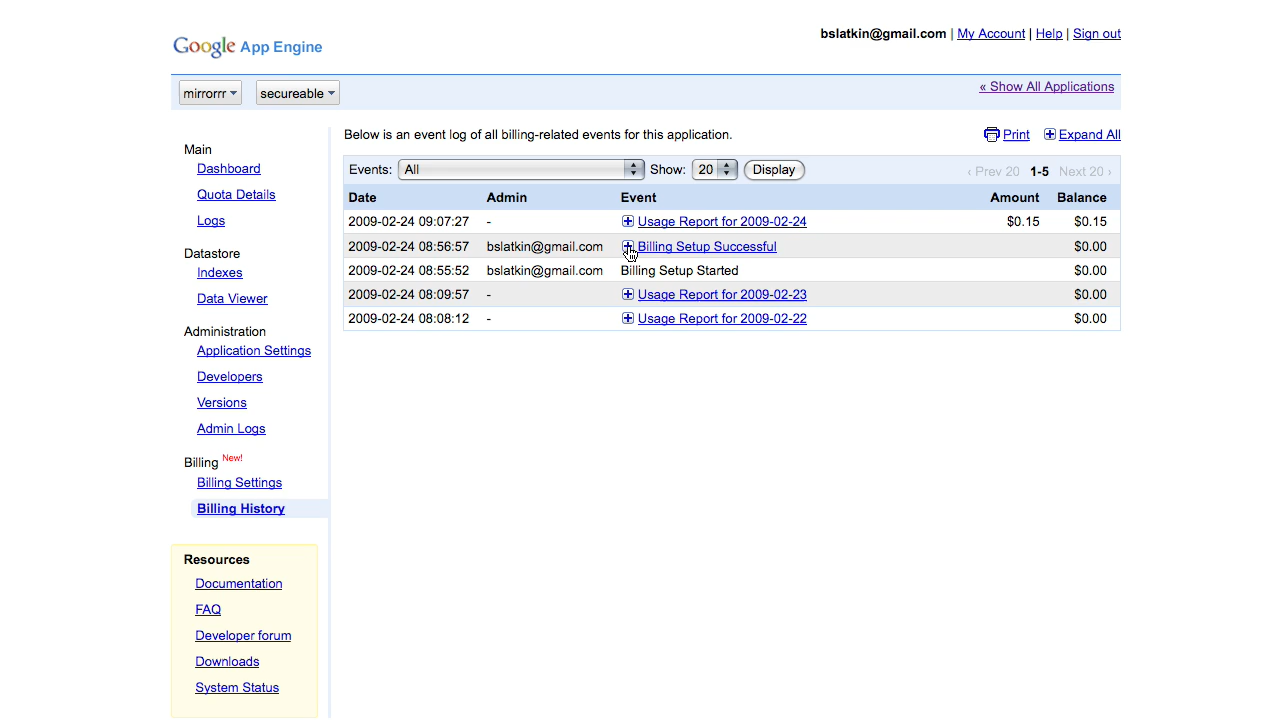 bslatkin@gmail.com | My Account | Help | Sign out
Google App Engine
mirrorrr secureable « Show All Applications
Below is an event log of all billing-related events for this application. Print Expand All
Events: All Show: 20 Display ‹ Prev 20 1-5 Next 20 ›
Date Admin Event Amount Balance
2009-02-24 09:07:27 - Usage Report for 2009-02-24 $0.15 $0.15
2009-02-24 08:56:57 bslatkin@gmail.com Billing Setup Successful $0.00
2009-02-24 08:55:52 bslatkin@gmail.com Billing Setup Started $0.00
2009-02-24 08:09:57 - Usage Report for 2009-02-23 $0.00
2009-02-24 08:08:12 - Usage Report for 2009-02-22 $0.00
Main
Dashboard
Quota Details
Logs
Datastore
Indexes
Data Viewer
Administration
Application Settings
Developers
Versions
Admin Logs
Billing New!
Billing Settings
Billing History
Resources
Documentation
FAQ
Developer forum
Downloads
System Status